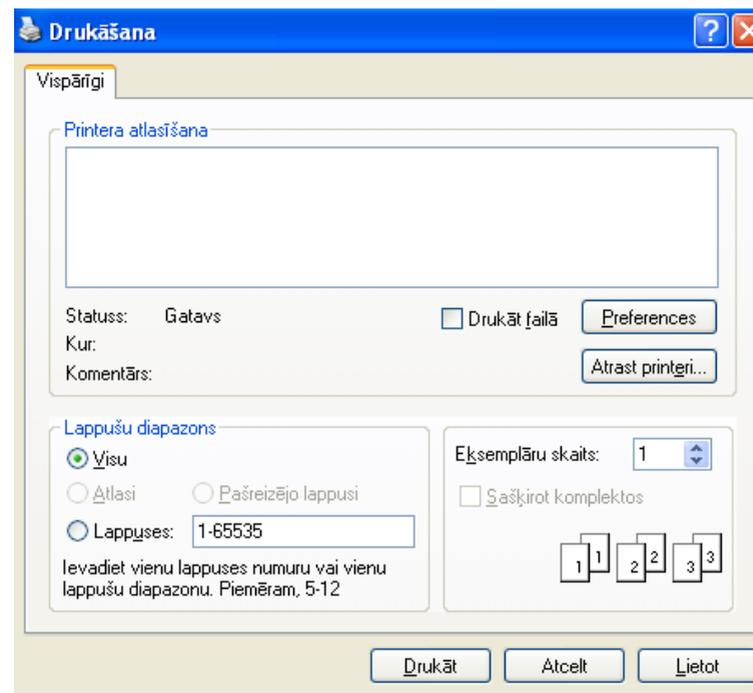 Drukāšana
Vispārīgi
Printera atlasīšana
Statuss: Gatavs
Drukāt failā
Preferences
Kur:
Komentārs:
Atrast printeri...
Lappušu diapazons
Visu
Atlasi Pašreizējo lappusi
Lappuses: 1-65535
Ievadiet vienu lappuses numuru vai vienu
lappušu diapazonu. Piemēram, 5-12
Eksemplāru skaits: 1
Sašķirot komplektos
1 1 2 2 3 3
Drukāt Atcelt Lietot